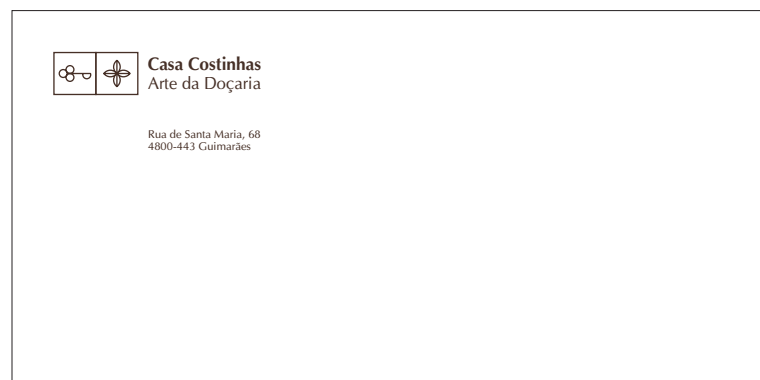 Casa Costinhas
Arte da Doçaria
Rua de Santa Maria, 68
4800-443 Guimarães